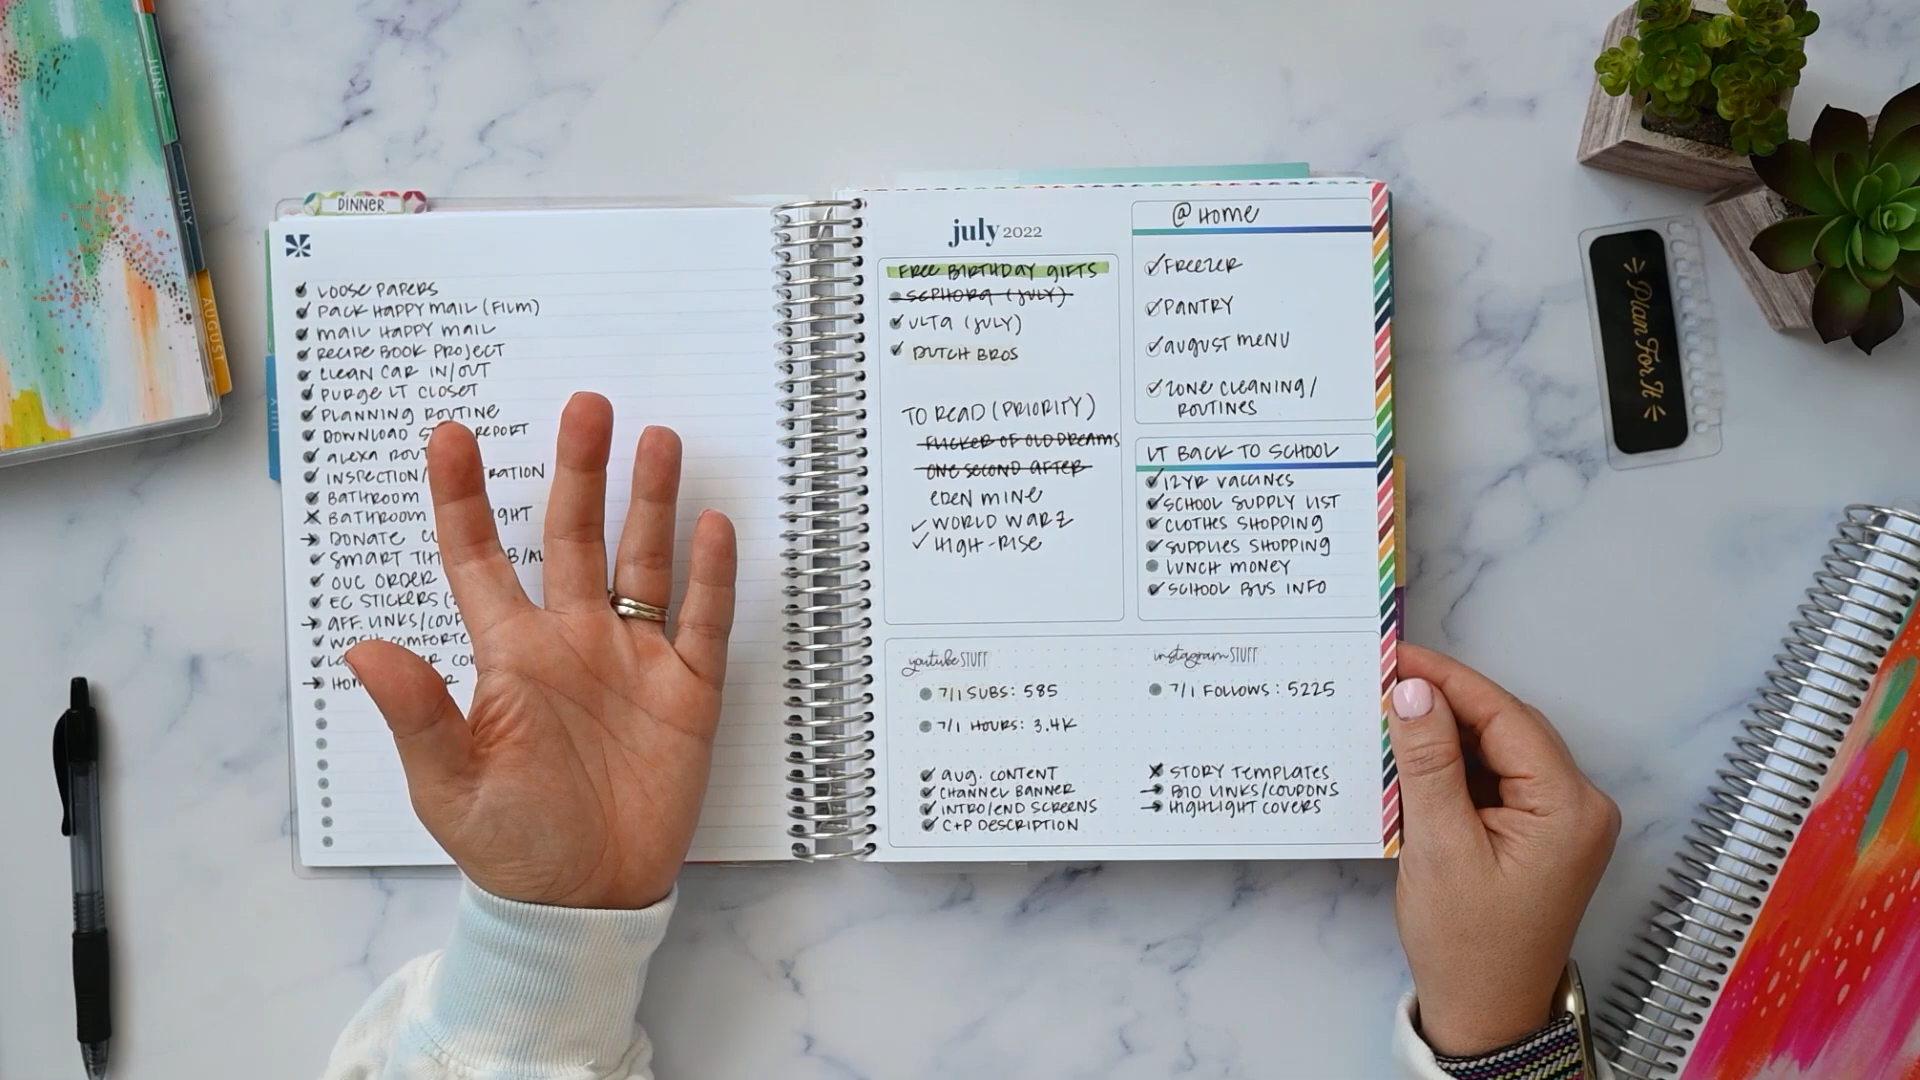 JUNE
JULY
AUGUST
DINNER
LOOSE PAPERS
PACK HAPPY MAIL (FILM)
MAIL HAPPY MAIL
RECIPE BOOK PROJECT
CLEAN CAR IN/OUT
PURGE LT CLOSET
PLANNING ROUTINE
DOWNLOAD REPORT
ALEXA
INSPECTION/
BATHROOM
BATHROOM
DONATE
SMART
OUC ORDER
EC STICKERS
AFF. LINKS/COUP
WASH COMFORTE
july 2022
FREE BIRTHDAY GIFTS
SEPHORA (JULY)
ULTA (JULY)
DUTCH BROS
TO READ (PRIORITY)
FLICKER OF OLD DREAMS
ONE SECOND AFTER
EDEN MINE
WORLD WAR Z
HIGH-RISE
@ HOME
FREEZER
PANTRY
AUGUST MENU
ZONE CLEANING/
ROUTINES
LT BACK TO SCHOOL
12YR VACCINES
SCHOOL SUPPLY LIST
CLOTHES SHOPPING
SUPPLIES SHOPPING
LUNCH MONEY
SCHOOL BUS INFO
youtube STUFF
7/1 SUBS: 585
7/1 HOURS: 3.4K
AUG. CONTENT
CHANNEL BANNER
INTRO/END SCREENS
C+P DESCRIPTION
instagram STUFF
7/1 FOLLOWS: 5225
STORY TEMPLATES
BIO LINKS/COUPONS
HIGHLIGHT COVERS
Plan For It